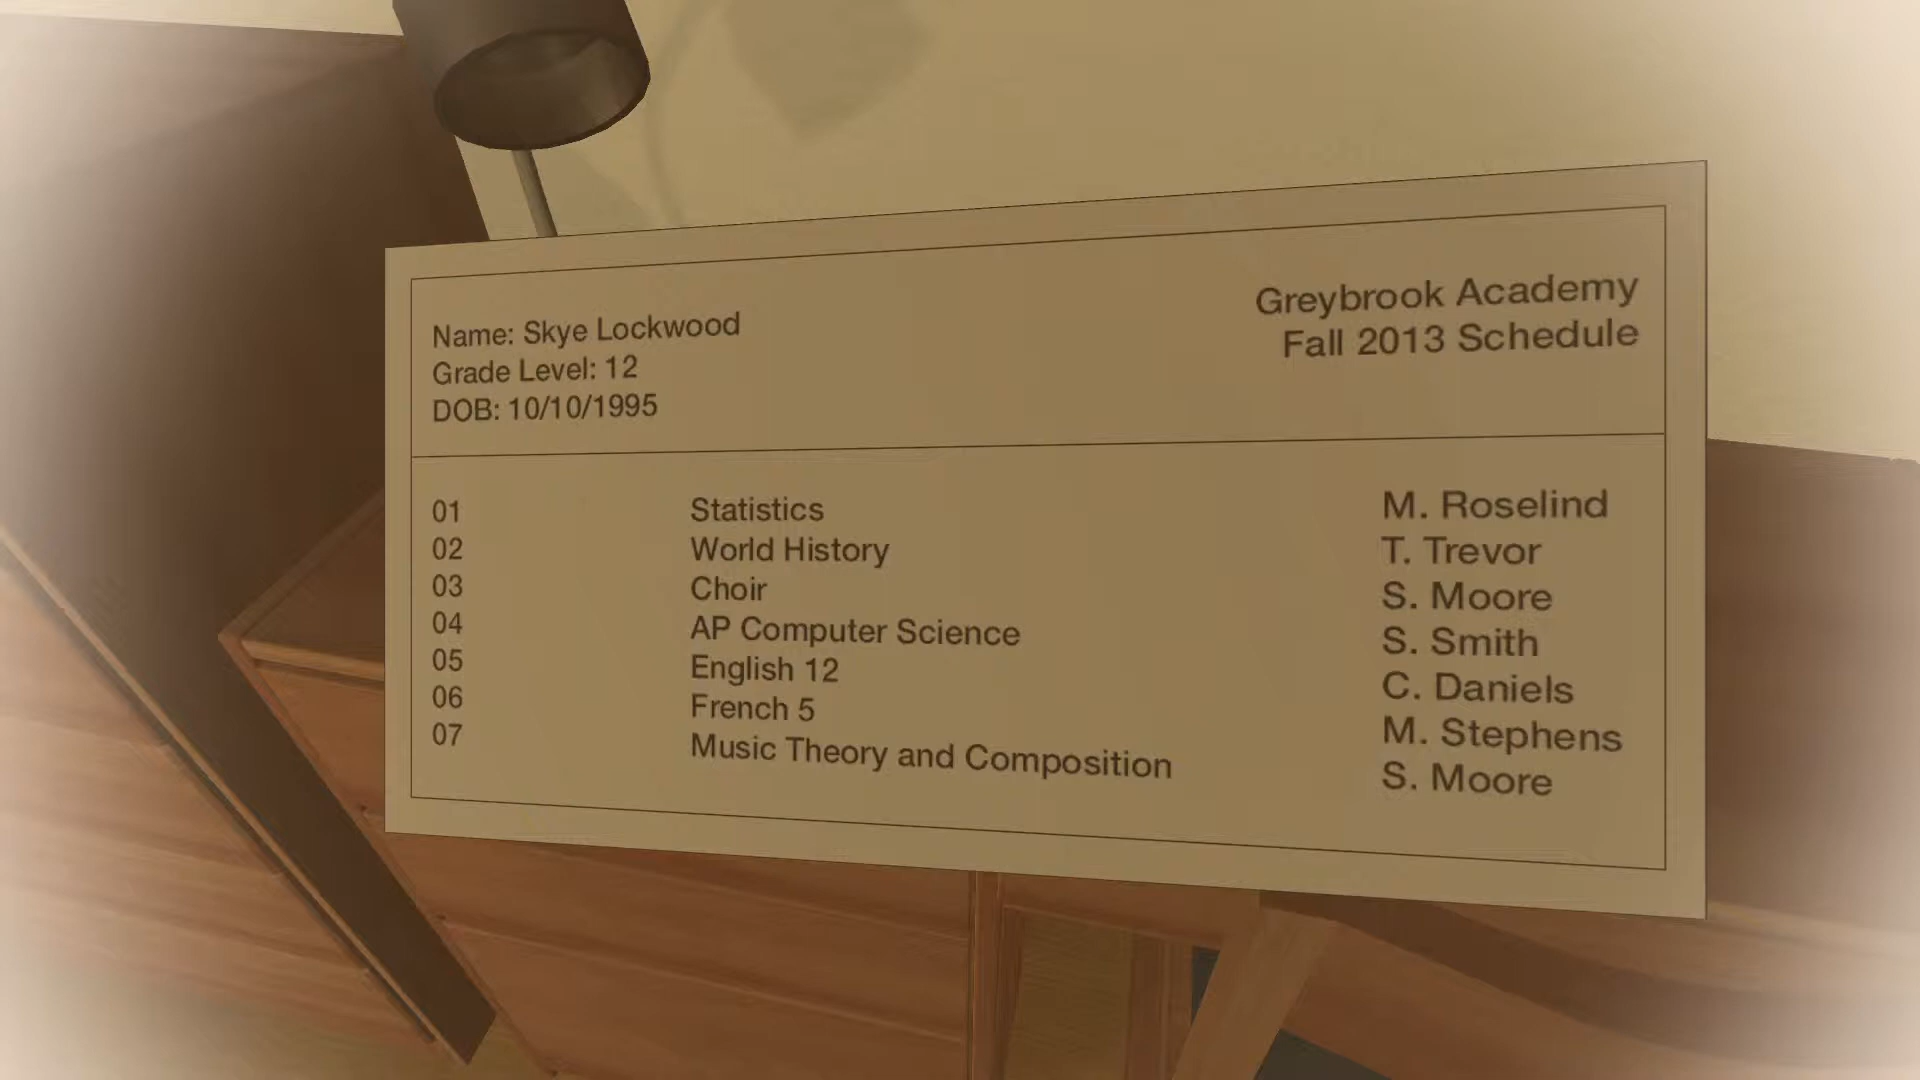 Name: Skye Lockwood
Grade Level: 12
DOB: 10/10/1995
Greybrook Academy
Fall 2013 Schedule
01 Statistics M. Roselind
02 World History T. Trevor
03 Choir S. Moore
04 AP Computer Science S. Smith
05 English 12 C. Daniels
06 French 5 M. Stephens
07 Music Theory and Composition S. Moore